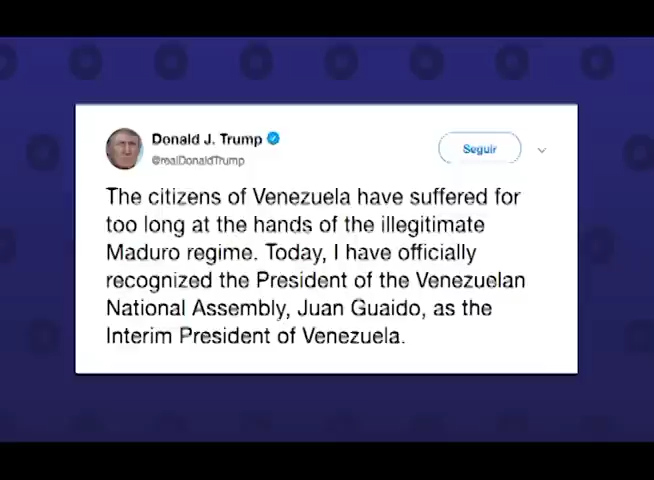 Donald J. Trump
@realDonaldTrump
Seguir
The citizens of Venezuela have suffered for
too long at the hands of the illegitimate
Maduro regime. Today, I have officially
recognized the President of the Venezuelan
National Assembly, Juan Guaido, as the
Interim President of Venezuela.